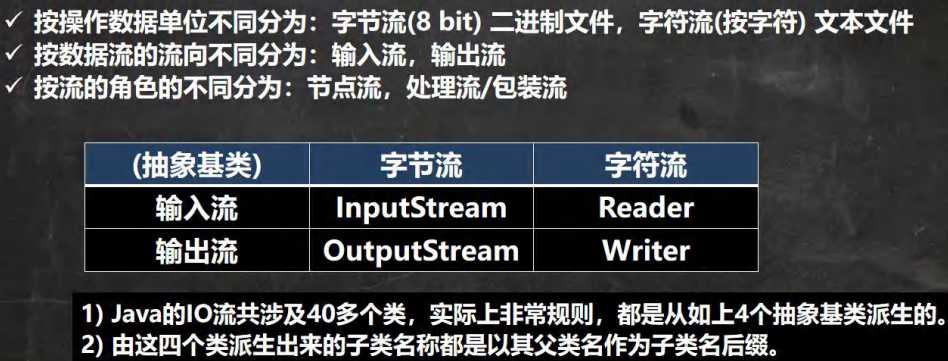 ✓ 按操作数据单位不同分为：字节流(8 bit) 二进制文件，字符流(按字符) 文本文件
✓ 按数据流的流向不同分为：输入流，输出流
✓ 按流的角色的不同分为：节点流，处理流/包装流
(抽象基类) 字节流 字符流
输入流 InputStream Reader
输出流 OutputStream Writer
1) Java的IO流共涉及40多个类，实际上非常规则，都是从如上4个抽象基类派生的。
2) 由这四个类派生出来的子类名称都是以其父类名作为子类名后缀。